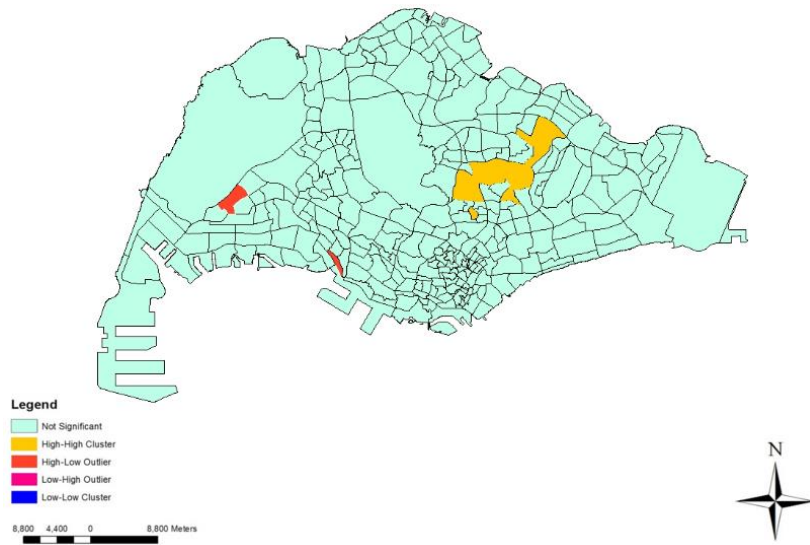 Legend
Not Significant
High-High Cluster
High-Low Outlier
Low-High Outlier
Low-Low Cluster
8,800 4,400 0 8,800 Meters
N